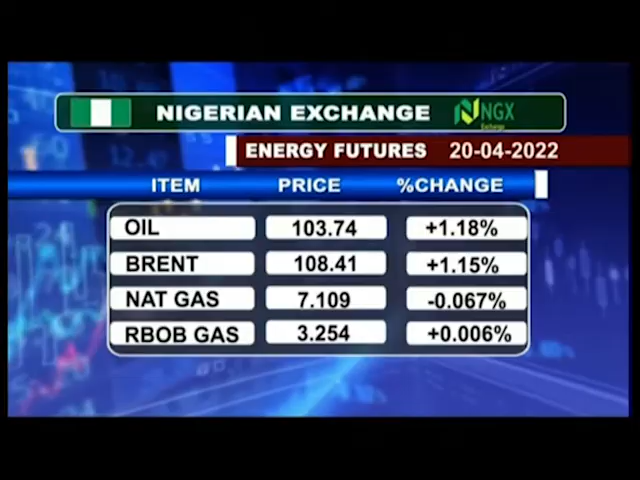 NIGERIAN EXCHANGE NGX
Exchange
ENERGY FUTURES 20-04-2022
ITEM PRICE %CHANGE
OIL 103.74 +1.18%
BRENT 108.41 +1.15%
NAT GAS 7.109 -0.067%
RBOB GAS 3.254 +0.006%